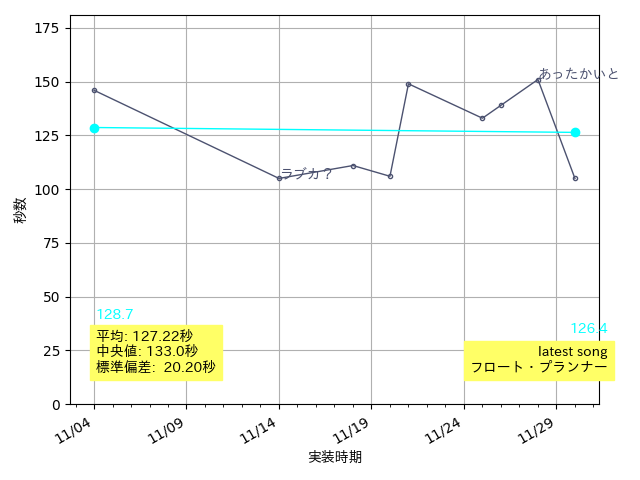 175
150
125
100
75
50
25
0
秒数
あったかいと
ラブカ？
128.7
126.4
平均: 127.22秒
中央値: 133.0秒
標準偏差: 20.20秒
latest song
フロート・プランナー
11/04
11/09
11/14
11/19
11/24
11/29
実装時期